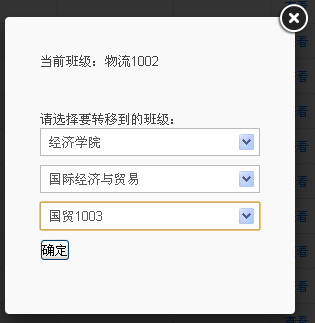 当前班级：物流1002
请选择要转移到的班级：
经济学院
国际经济与贸易
国贸1003
确定